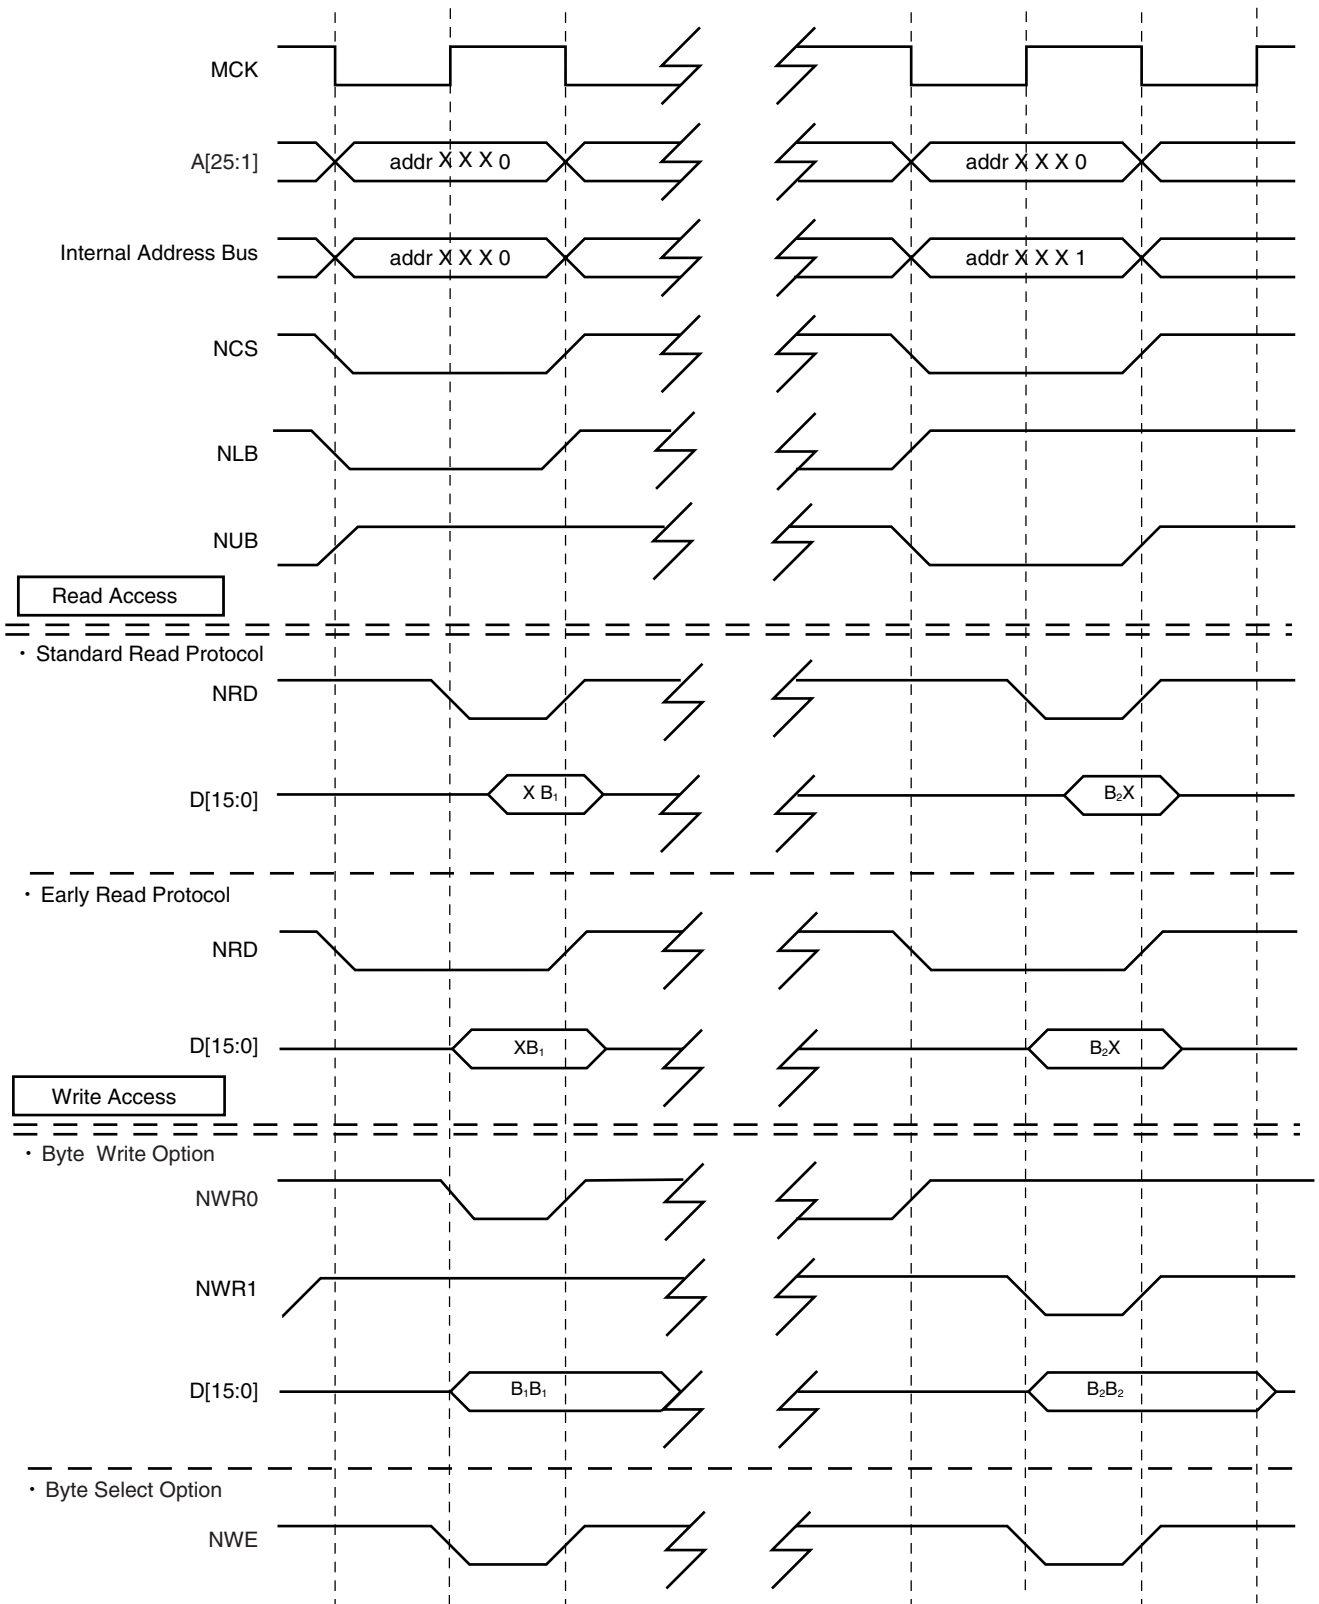 MCK
A[25:1] addr X X X 0 addr X X X 0
Internal Address Bus addr X X X 0 addr X X X 1
NCS
NLB
NUB
Read Access
· Standard Read Protocol
NRD
D[15:0] X B₁ B₂X
· Early Read Protocol
NRD
D[15:0] XB₁ B₂X
Write Access
· Byte Write Option
NWR0
NWR1
D[15:0] B₁B₁ B₂B₂
· Byte Select Option
NWE